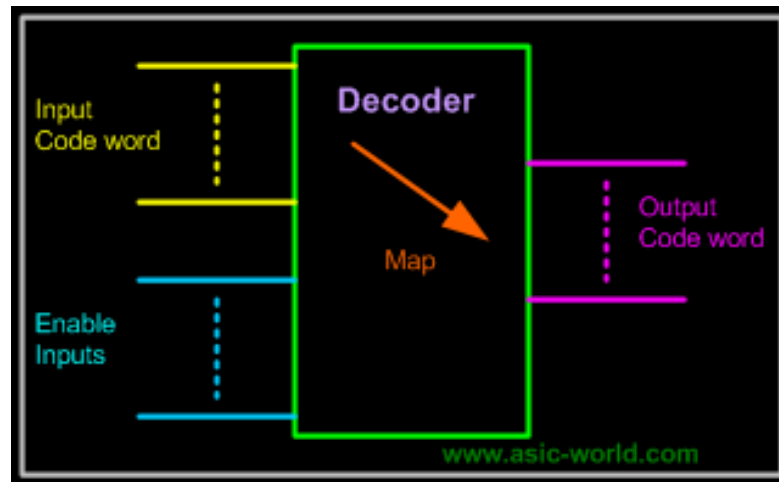 Decoder
Input
Code word
Map
Output
Code word
Enable
Inputs
www.asic-world.com